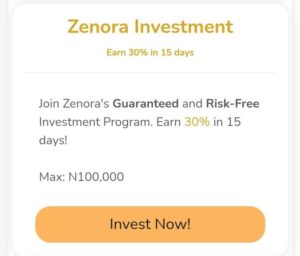 Zenora Investment
Earn 30% in 15 days
Join Zenora's Guaranteed and Risk-Free
Investment Program. Earn 30% in 15
days!
Max: N100,000
Invest Now!